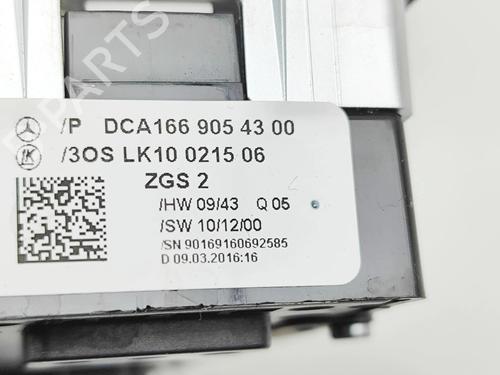 /P DCA166 905 43 00
/3OS LK10 0215 06
ZGS 2
/HW 09/43 Q 05
/SW 10/12/00
/SN 90169160692585
D 09.03.2016:16